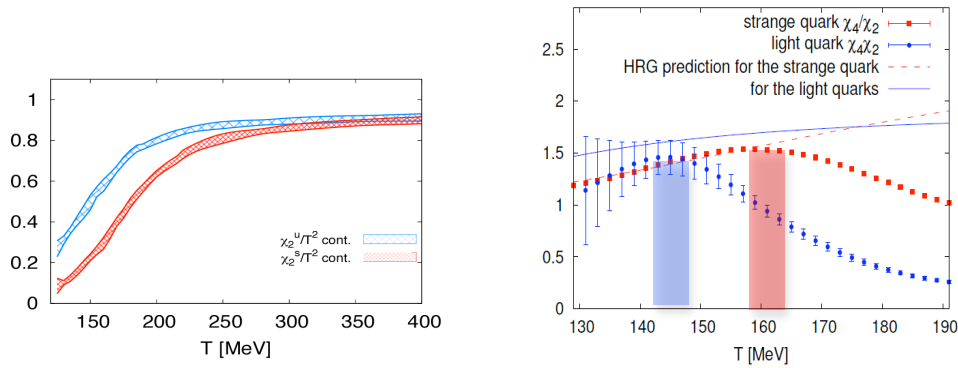 1
0.8
0.6
0.4
0.2
0
χ₂ᵘ/T² cont.
χ₂ˢ/T² cont.
150 200 250 300 350 400
T [MeV]
strange quark χ₄/χ₂
light quark χ₄χ₂
HRG prediction for the strange quark
for the light quarks
2.5
2
1.5
1
0.5
0
130 140 150 160 170 180 190
T [MeV]